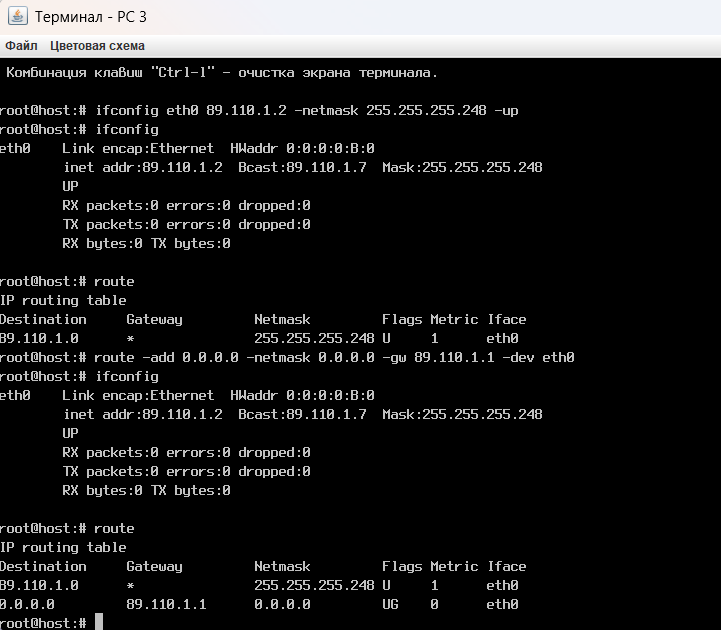 Терминал - PC 3
Файл Цветовая схема
Комбинация клавиш "Ctrl-l" - очистка экрана терминала.
root@host:# ifconfig eth0 89.110.1.2 -netmask 255.255.255.248 -up
root@host:# ifconfig
eth0 Link encap:Ethernet HWaddr 0:0:0:0:B:0
inet addr:89.110.1.2 Bcast:89.110.1.7 Mask:255.255.255.248
UP
RX packets:0 errors:0 dropped:0
TX packets:0 errors:0 dropped:0
RX bytes:0 TX bytes:0
root@host:# route
IP routing table
Destination Gateway Netmask Flags Metric Iface
89.110.1.0 * 255.255.255.248 U 1 eth0
root@host:# route -add 0.0.0.0 -netmask 0.0.0.0 -gw 89.110.1.1 -dev eth0
root@host:# ifconfig
eth0 Link encap:Ethernet HWaddr 0:0:0:0:B:0
inet addr:89.110.1.2 Bcast:89.110.1.7 Mask:255.255.255.248
UP
RX packets:0 errors:0 dropped:0
TX packets:0 errors:0 dropped:0
RX bytes:0 TX bytes:0
root@host:# route
IP routing table
Destination Gateway Netmask Flags Metric Iface
89.110.1.0 * 255.255.255.248 U 1 eth0
0.0.0.0 89.110.1.1 0.0.0.0 UG 0 eth0
root@host:#